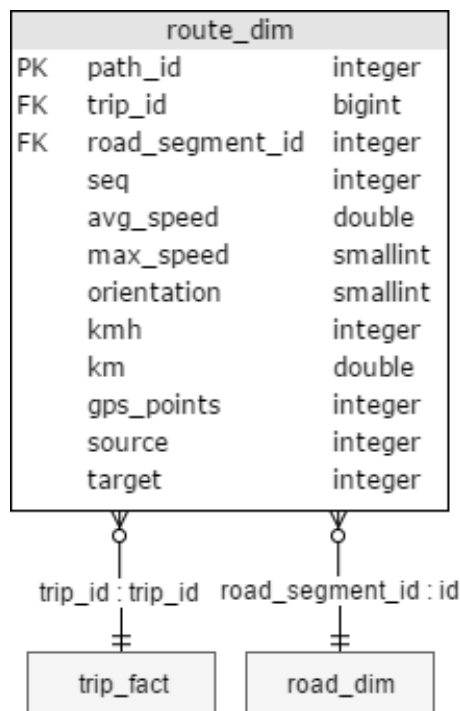 route_dim
PK path_id integer
FK trip_id bigint
FK road_segment_id integer
seq integer
avg_speed double
max_speed smallint
orientation smallint
kmh integer
km double
gps_points integer
source integer
target integer
trip_id : trip_id road_segment_id : id
trip_fact road_dim